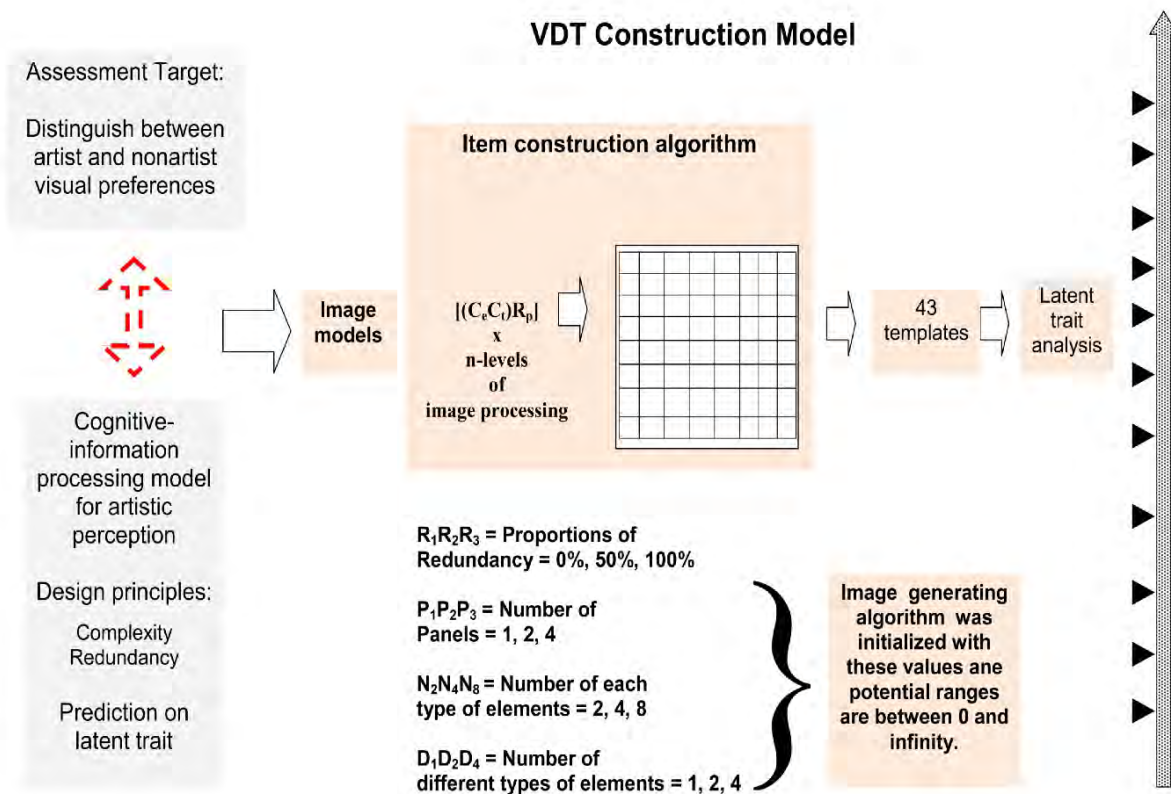 VDT Construction Model
Assessment Target:
Distinguish between
artist and nonartist
visual preferences
Cognitive-
information
processing model
for artistic
perception
Design principles:
Complexity
Redundancy
Prediction on
latent trait
Image
models
Item construction algorithm
[(CₑCₜ)Rₚ]
x
n-levels
of
image processing
43
templates
Latent
trait
analysis
R₁R₂R₃ = Proportions of
Redundancy = 0%, 50%, 100%
P₁P₂P₃ = Number of
Panels = 1, 2, 4
N₂N₄N₈ = Number of each
type of elements = 2, 4, 8
D₁D₂D₄ = Number of
different types of elements = 1, 2, 4
Image generating
algorithm was
initialized with
these values ane
potential ranges
are between 0 and
infinity.